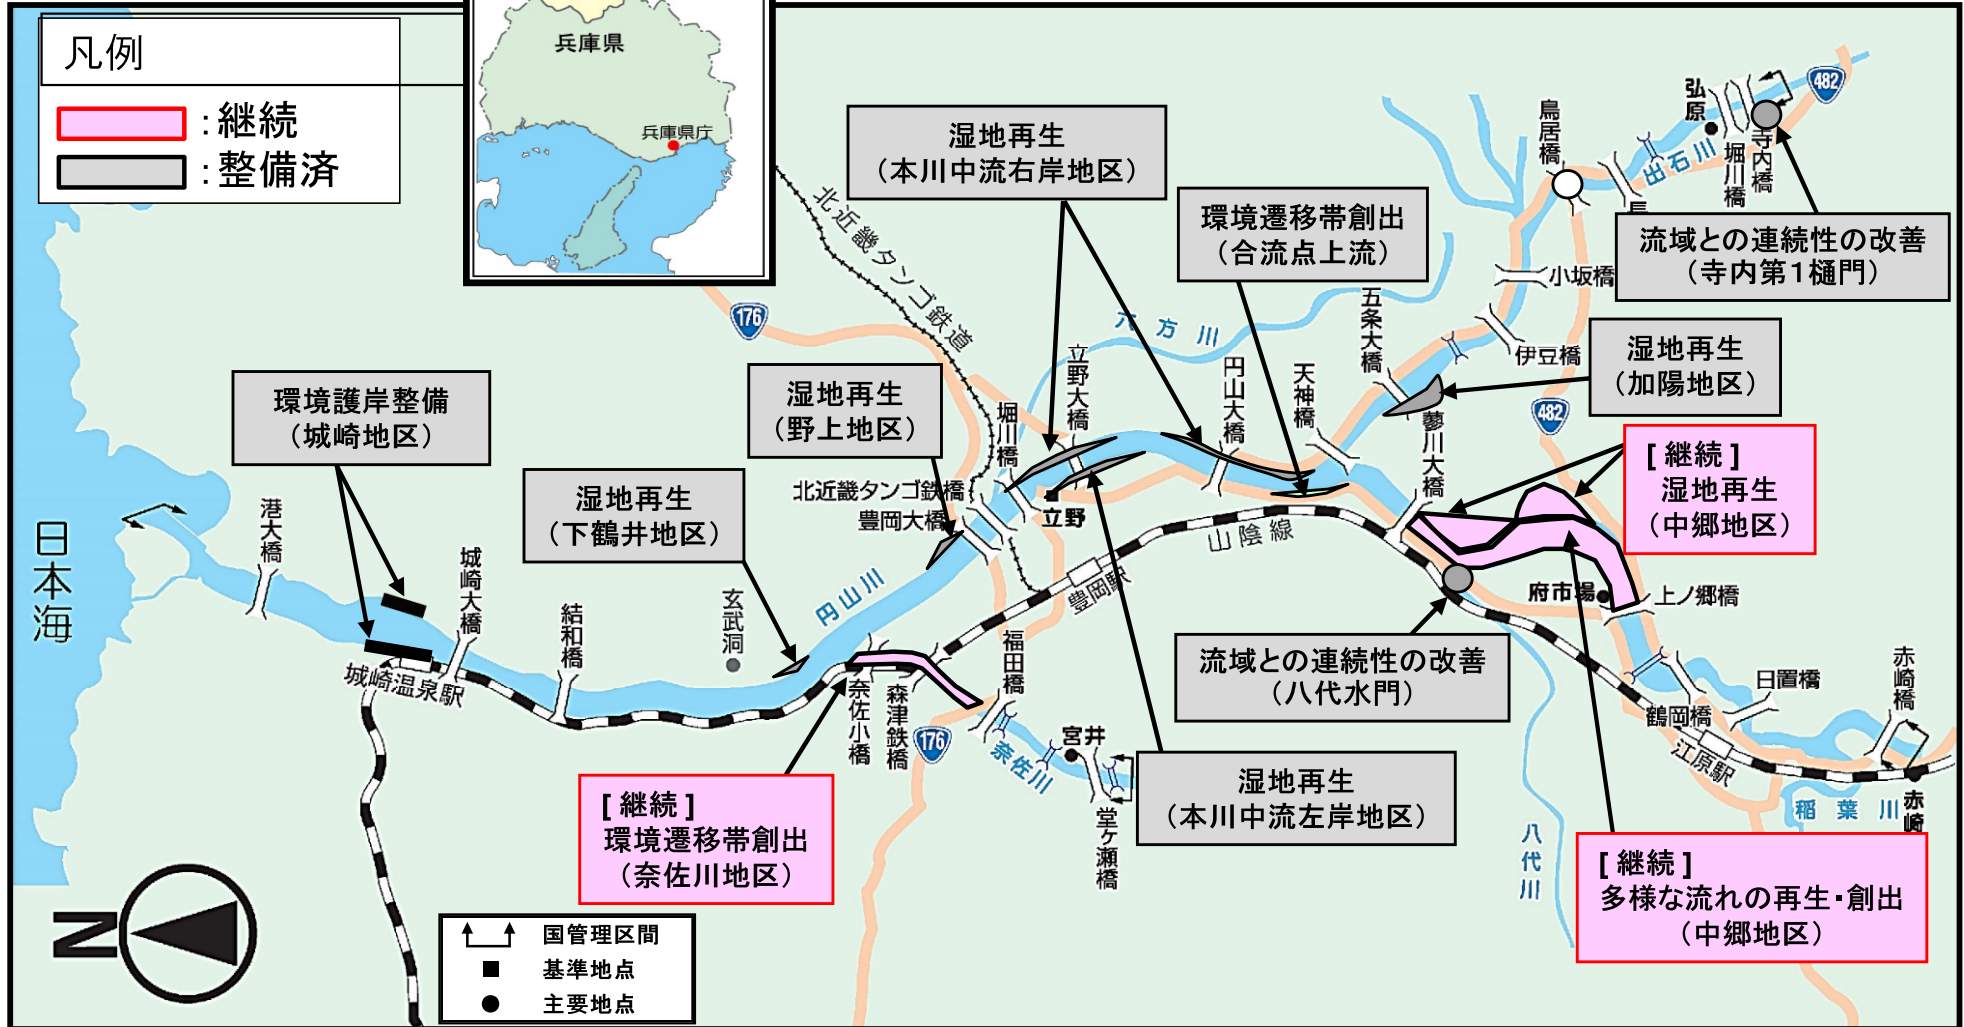 凡例
：継続
：整備済
兵庫県
兵庫県庁
482
弘原
鳥居橋
出石川
堀川橋
寺内橋
湿地再生
（本川中流右岸地区）
北近畿タンゴ鉄道
環境遷移帯創出
（合流点上流）
流域との連続性の改善
（寺内第１樋門）
小坂橋
五条大橋
六方川
176
伊豆橋
湿地再生
（加陽地区）
立野大橋
円山大橋
天神橋
482
蓼川大橋
環境護岸整備
（城崎地区）
湿地再生
（野上地区）
堀川橋
[ 継続 ]
湿地再生
（中郷地区）
北近畿タンゴ鉄橋
豊岡大橋
立野
湿地再生
（下鶴井地区）
港大橋
日本海
山陰線
城崎大橋
結和橋
玄武洞
円山川
豊岡駅
府市場
上ノ郷橋
流域との連続性の改善
（八代水門）
城崎温泉駅
福田橋
奈佐小橋
森津鉄橋
176
奈佐川
宮井
堂ヶ瀬橋
日置橋
赤崎橋
鶴岡橋
江原駅
湿地再生
（本川中流左岸地区）
[ 継続 ]
環境遷移帯創出
（奈佐川地区）
八代川
稲葉川
赤崎
[ 継続 ]
多様な流れの再生・創出
（中郷地区）
N
国管理区間
基準地点
主要地点